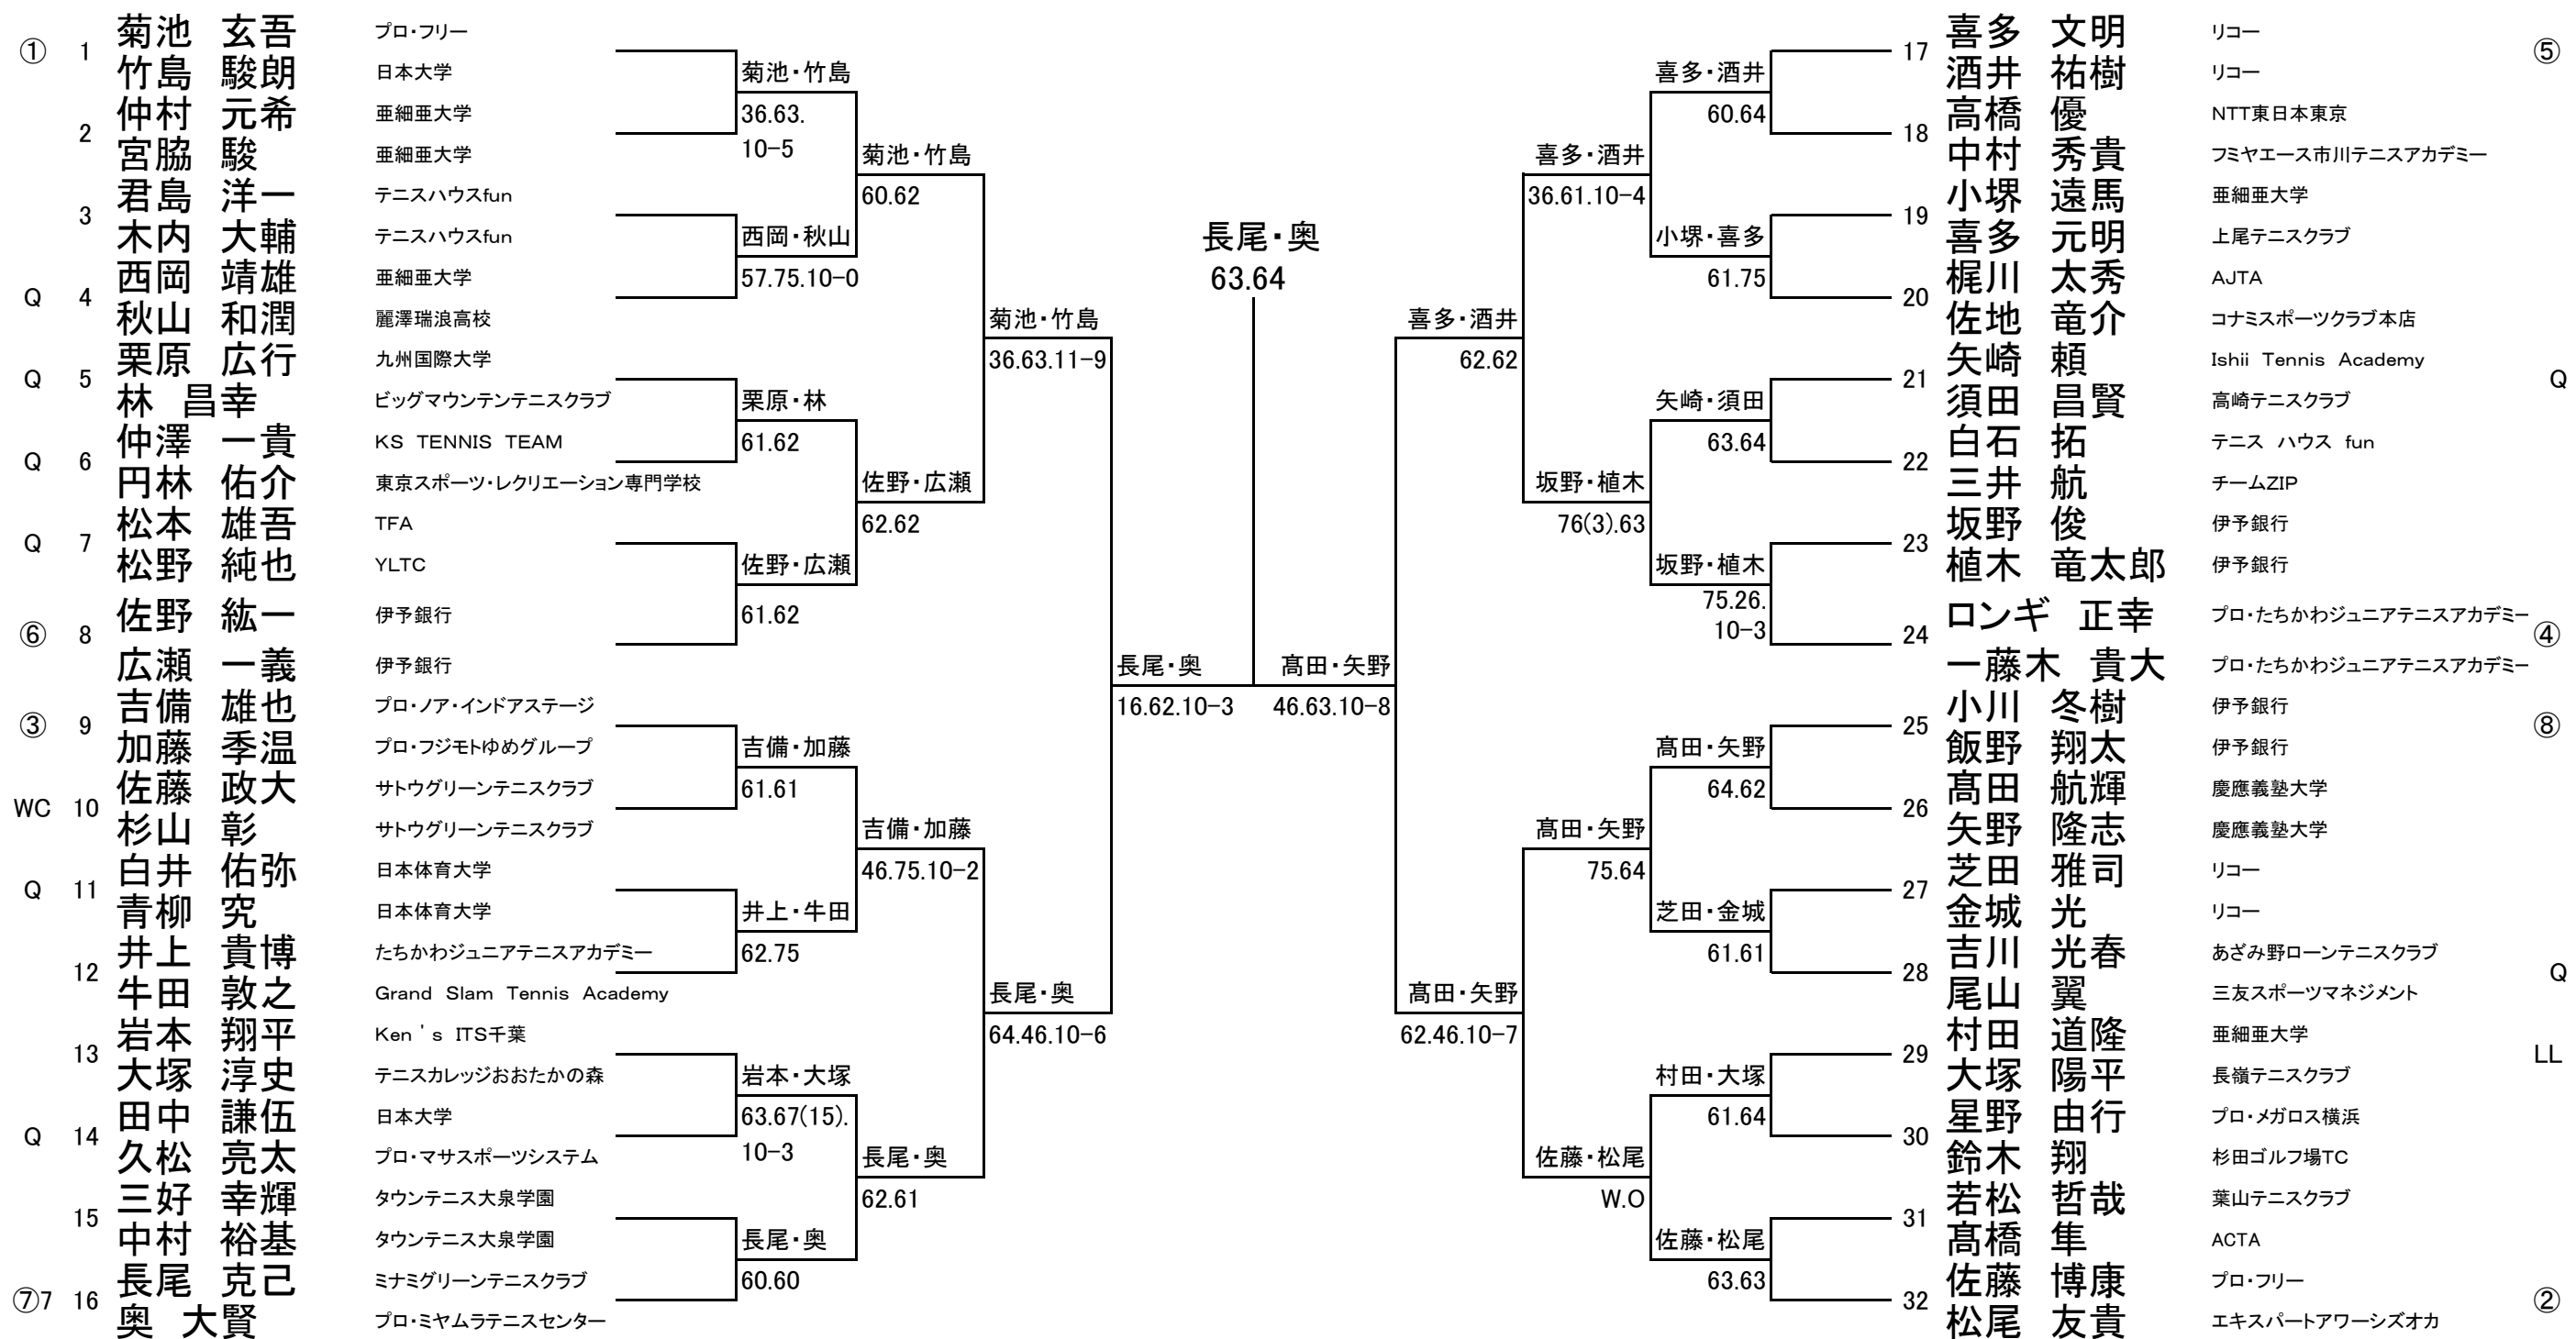 ① 1 菊池 玄吾 プロ・フリー
竹島 駿朗 日本大学
2 仲村 元希 亜細亜大学
宮脇 駿 亜細亜大学
3 君島 洋一 テニスハウスfun
木内 大輔 テニスハウスfun
Q 4 西岡 靖雄 亜細亜大学
秋山 和潤 麗澤瑞浪高校
Q 5 栗原 広行 九州国際大学
林 昌幸 ビッグマウンテンテニスクラブ
Q 6 仲澤 一貴 KS TENNIS TEAM
円林 佑介 東京スポーツ・レクリエーション専門学校
Q 7 松本 雄吾 TFA
松野 純也 YLTC
⑥ 8 佐野 紘一 伊予銀行
広瀬 一義 伊予銀行
③ 9 吉備 雄也 プロ・ノア・インドアステージ
加藤 季温 プロ・フジモトゆめグループ
WC 10 佐藤 政大 サトウグリーンテニスクラブ
杉山 彰 サトウグリーンテニスクラブ
Q 11 白井 佑弥 日本体育大学
青柳 究 日本体育大学
12 井上 貴博 たちかわジュニアテニスアカデミー
牛田 敦之 Grand Slam Tennis Academy
13 岩本 翔平 Ken's ITS千葉
大塚 淳史 テニスカレッジおおたかの森
Q 14 田中 謙伍 日本大学
久松 亮太 プロ・マサスポーツシステム
15 三好 幸輝 タウンテニス大泉学園
中村 裕基 タウンテニス大泉学園
⑦7 16 長尾 克己 ミナミグリーンテニスクラブ
奥 大賢 プロ・ミヤムラテニスセンター
菊池・竹島
36.63.
10-5
西岡・秋山
57.75.10-0
栗原・林
61.62
佐野・広瀬
61.62
吉備・加藤
61.61
井上・牛田
62.75
岩本・大塚
63.67(15).
10-3
長尾・奥
60.60
菊池・竹島
60.62
佐野・広瀬
62.62
吉備・加藤
46.75.10-2
長尾・奥
62.61
菊池・竹島
36.63.11-9
長尾・奥
64.46.10-6
長尾・奥
16.62.10-3
長尾・奥
63.64
髙田・矢野
46.63.10-8
喜多・酒井
62.62
髙田・矢野
62.46.10-7
喜多・酒井
36.61.10-4
坂野・植木
76(3).63
髙田・矢野
75.64
佐藤・松尾
W.O
喜多・酒井
60.64
小堺・喜多
61.75
矢崎・須田
63.64
坂野・植木
75.26.
10-3
髙田・矢野
64.62
芝田・金城
61.61
村田・大塚
61.64
佐藤・松尾
63.63
17 喜多 文明 リコー ⑤
酒井 祐樹 リコー
18 高橋 優 NTT東日本東京
中村 秀貴 フミヤエース市川テニスアカデミー
19 小堺 遠馬 亜細亜大学
喜多 元明 上尾テニスクラブ
20 梶川 太秀 AJTA
佐地 竜介 コナミスポーツクラブ本店
21 矢崎 頼 Ishii Tennis Academy Q
須田 昌賢 高崎テニスクラブ
22 白石 拓 テニス ハウス fun
三井 航 チームZIP
23 坂野 俊 伊予銀行
植木 竜太郎 伊予銀行
24 ロンギ 正幸 プロ・たちかわジュニアテニスアカデミー ④
一藤木 貴大 プロ・たちかわジュニアテニスアカデミー
25 小川 冬樹 伊予銀行 ⑧
飯野 翔太 伊予銀行
26 髙田 航輝 慶應義塾大学
矢野 隆志 慶應義塾大学
27 芝田 雅司 リコー
金城 光 リコー
28 吉川 光春 あざみ野ローンテニスクラブ Q
尾山 翼 三友スポーツマネジメント
29 村田 道隆 亜細亜大学 LL
大塚 陽平 長嶺テニスクラブ
30 星野 由行 プロ・メガロス横浜
鈴木 翔 杉田ゴルフ場TC
31 若松 哲哉 葉山テニスクラブ
髙橋 隼 ACTA
32 佐藤 博康 プロ・フリー ②
松尾 友貴 エキスパートアワーシズオカ